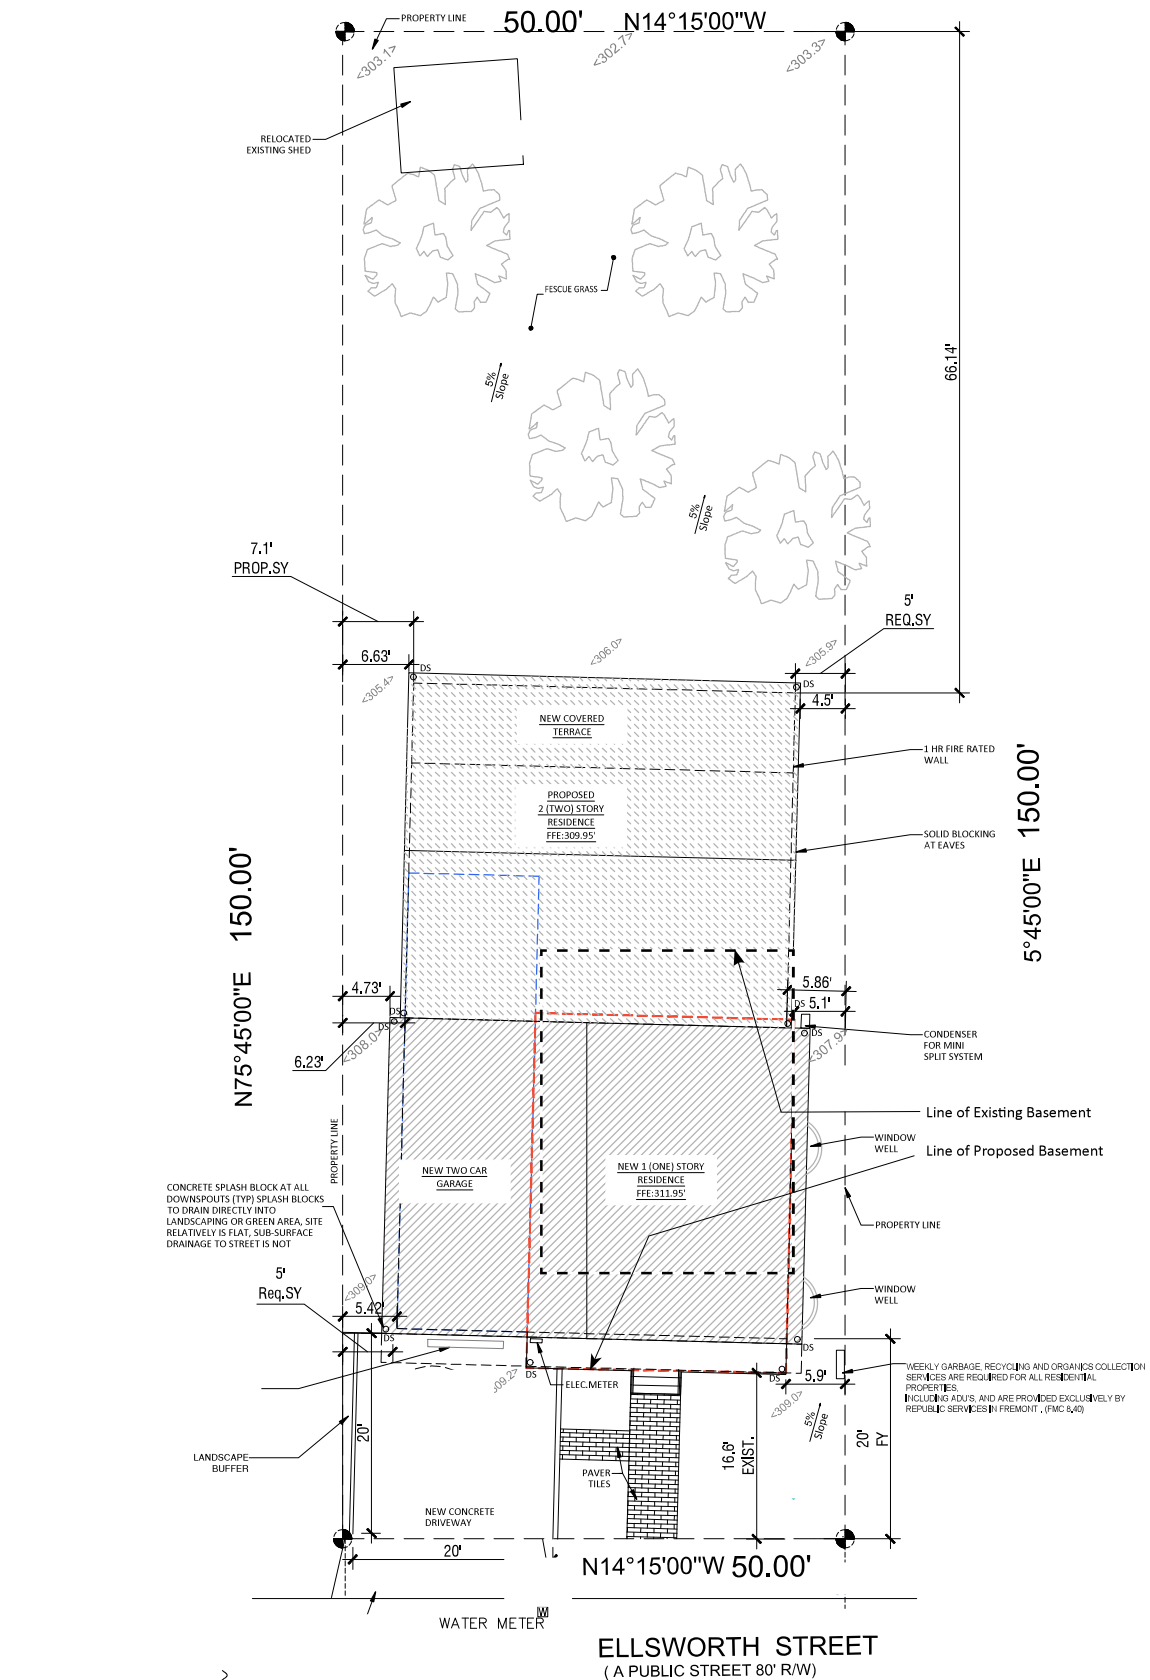 PROPERTY LINE
50.00' N14°15'00"W
<303.1>
<302.7>
<303.3>
RELOCATED
EXISTING SHED
FESCUE GRASS
66.14'
5%
Slope
5%
Slope
7.1'
PROP.SY
5'
REQ.SY
6.63'
DS
<305.4>
<306.0>
<305.9>
DS
4.5'
NEW COVERED
TERRACE
1 HR FIRE RATED
WALL
PROPOSED
2 (TWO) STORY
RESIDENCE
FFE:309.95'
SOLID BLOCKING
AT EAVES
N75°45'00"E 150.00'
5°45'00"E 150.00'
4.73'
DS
DS
6.23'
<308.0>
5.86'
DS
5.1'
DS
<307.9>
CONDENSER
FOR MINI
SPLIT SYSTEM
Line of Existing Basement
WINDOW
WELL
Line of Proposed Basement
PROPERTY LINE
NEW TWO CAR
GARAGE
NEW 1 (ONE) STORY
RESIDENCE
FFE:311.95'
CONCRETE SPLASH BLOCK AT ALL
DOWNSPOUTS (TYP) SPLASH BLOCKS
TO DRAIN DIRECTLY INTO
LANDSCAPING OR GREEN AREA, SITE
RELATIVELY IS FLAT, SUB-SURFACE
DRAINAGE TO STREET IS NOT
PROPERTY LINE
5'
Req.SY
<309.0>
5.42'
DS
WINDOW
WELL
DS
DS
<309.2>
ELEC.METER
DS
5.9'
<309.0>
5%
Slope
WEEKLY GARBAGE, RECYCLING AND ORGANICS COLLECTION
SERVICES ARE REQUIRED FOR ALL RESIDENTIAL
PROPERTIES,
INCLUDING ADU'S, AND ARE PROVIDED EXCLUSIVELY BY
REPUBLIC SERVICES IN FREMONT . (FMC 8.40)
20'
LANDSCAPE
BUFFER
16.6'
EXIST.
20'
FY
PAVER
TILES
NEW CONCRETE
DRIVEWAY
20'
N14°15'00"W 50.00'
W
WATER METER
ELLSWORTH STREET
( A PUBLIC STREET 80' R/W)